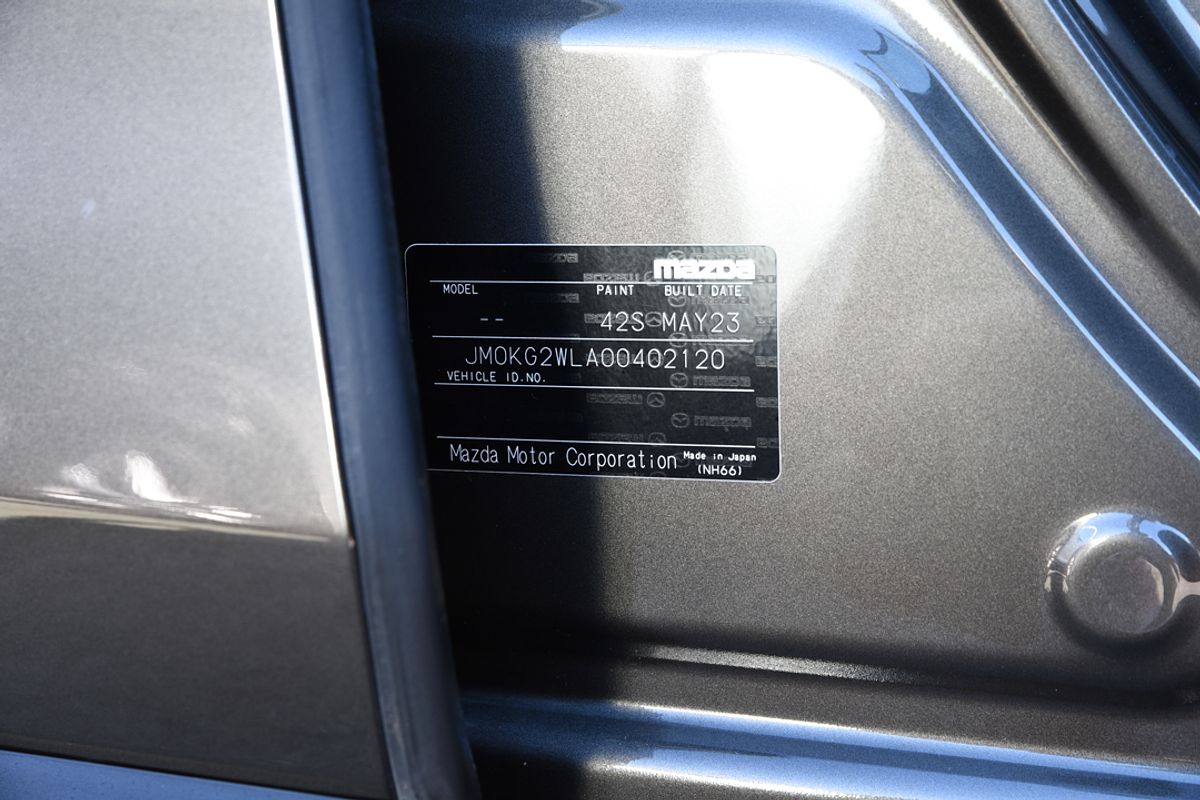 mazda
MODEL PAINT BUILT DATE
-- 42S MAY23
JM0KG2WLA00402120
VEHICLE ID.NO.
Mazda Motor Corporation Made in Japan
(NH66)